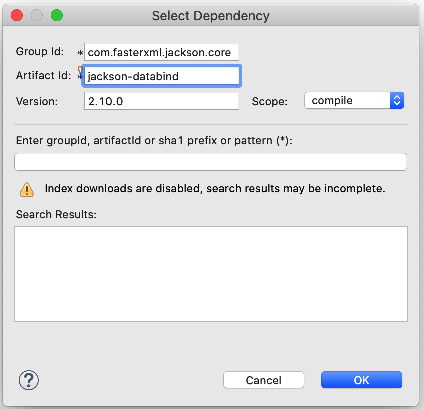 Select Dependency
Group Id: * com.fasterxml.jackson.core
Artifact Id: * jackson-databind
Version: 2.10.0 Scope: compile
Enter groupId, artifactId or sha1 prefix or pattern (*):
Index downloads are disabled, search results may be incomplete.
Search Results:
? Cancel OK